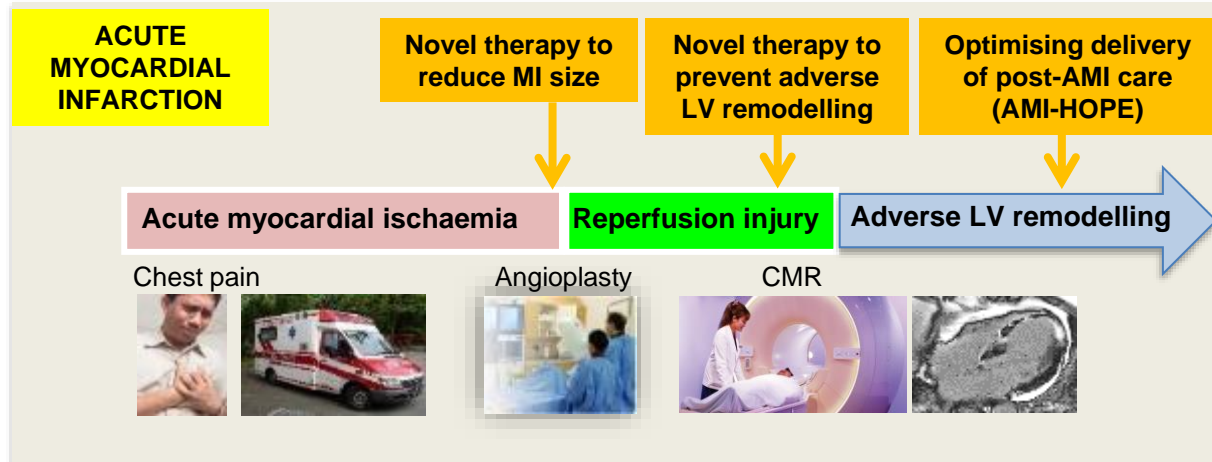 ACUTE
MYOCARDIAL
INFARCTION
Novel therapy to
reduce MI size
Novel therapy to
prevent adverse
LV remodelling
Optimising delivery
of post-AMI care
(AMI-HOPE)
Acute myocardial ischaemia
Reperfusion injury
Adverse LV remodelling
Chest pain
Angioplasty
CMR